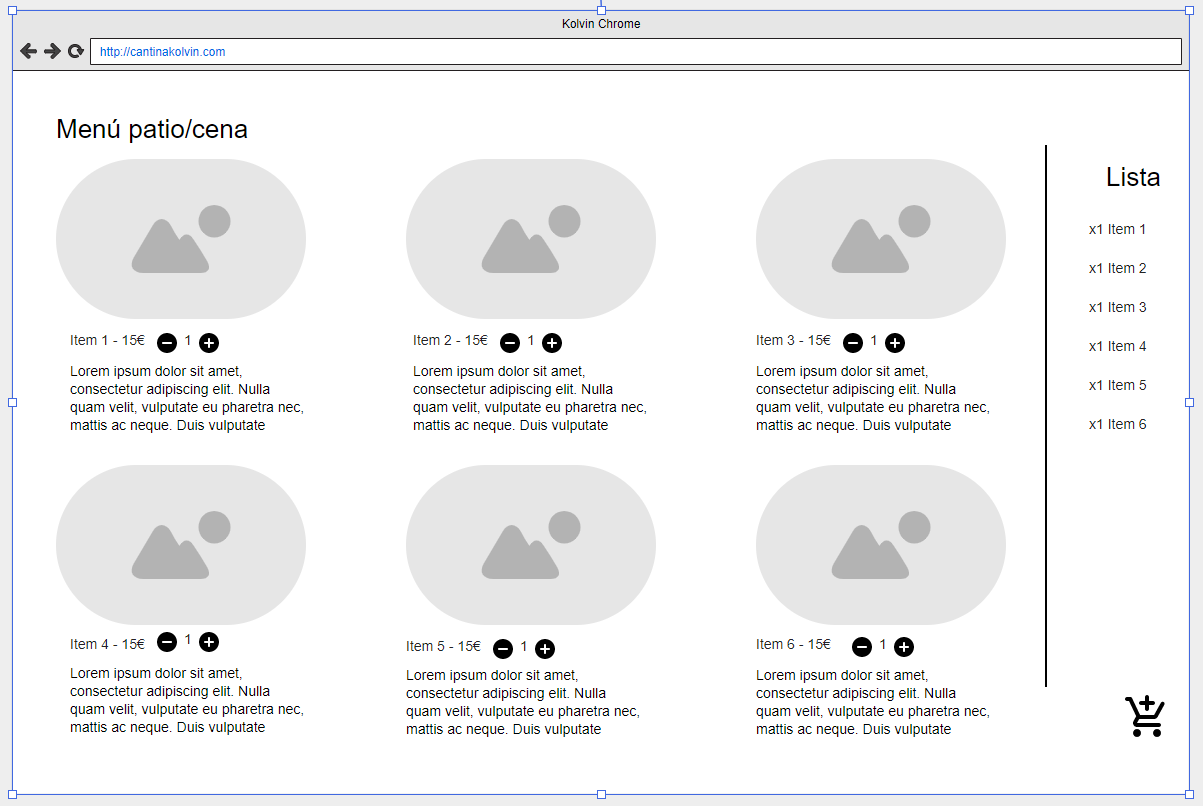 Kolvin Chrome
http://cantinakolvin.com
Menú patio/cena
Item 1 - 15€ 1
Lorem ipsum dolor sit amet,
consectetur adipiscing elit. Nulla
quam velit, vulputate eu pharetra nec,
mattis ac neque. Duis vulputate
Item 2 - 15€ 1
Lorem ipsum dolor sit amet,
consectetur adipiscing elit. Nulla
quam velit, vulputate eu pharetra nec,
mattis ac neque. Duis vulputate
Item 3 - 15€ 1
Lorem ipsum dolor sit amet,
consectetur adipiscing elit. Nulla
quam velit, vulputate eu pharetra nec,
mattis ac neque. Duis vulputate
Item 4 - 15€ 1
Lorem ipsum dolor sit amet,
consectetur adipiscing elit. Nulla
quam velit, vulputate eu pharetra nec,
mattis ac neque. Duis vulputate
Item 5 - 15€ 1
Lorem ipsum dolor sit amet,
consectetur adipiscing elit. Nulla
quam velit, vulputate eu pharetra nec,
mattis ac neque. Duis vulputate
Item 6 - 15€ 1
Lorem ipsum dolor sit amet,
consectetur adipiscing elit. Nulla
quam velit, vulputate eu pharetra nec,
mattis ac neque. Duis vulputate
Lista
x1 Item 1
x1 Item 2
x1 Item 3
x1 Item 4
x1 Item 5
x1 Item 6